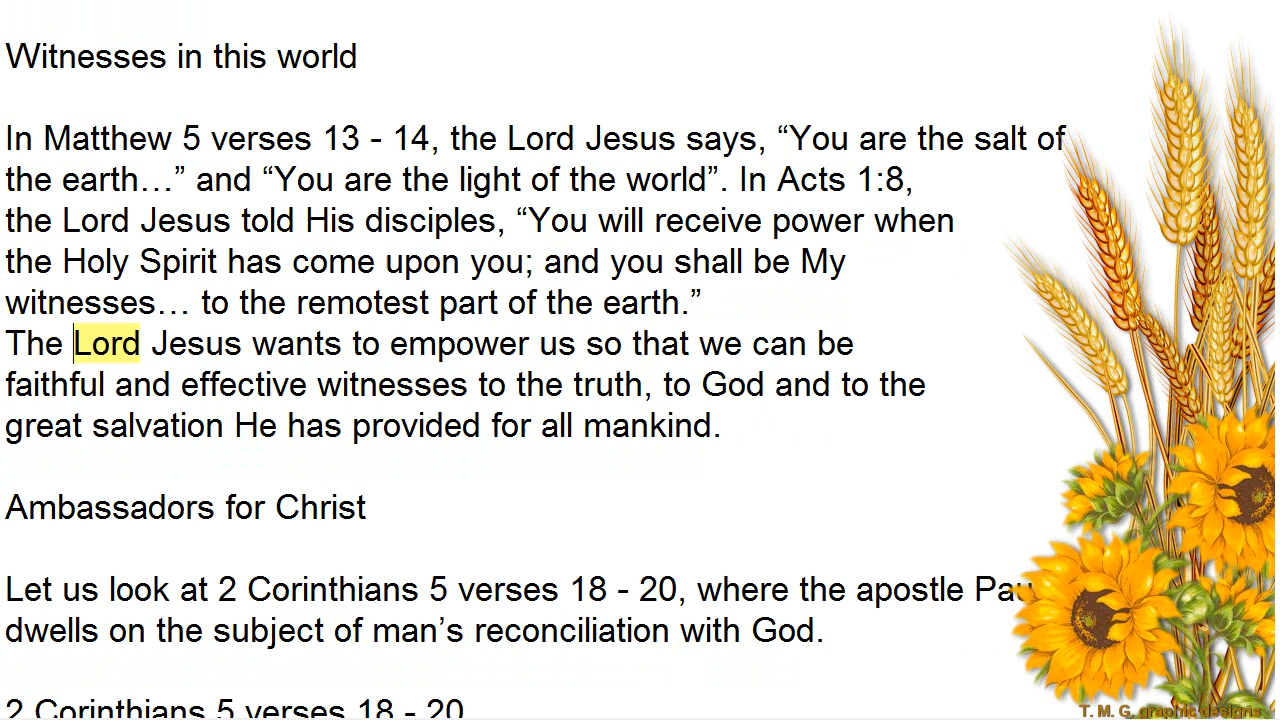 Witnesses in this world
In Matthew 5 verses 13 - 14, the Lord Jesus says, “You are the salt of
the earth…” and “You are the light of the world”. In Acts 1:8,
the Lord Jesus told His disciples, “You will receive power when
the Holy Spirit has come upon you; and you shall be My
witnesses… to the remotest part of the earth.”
The Lord Jesus wants to empower us so that we can be
faithful and effective witnesses to the truth, to God and to the
great salvation He has provided for all mankind.
Ambassadors for Christ
Let us look at 2 Corinthians 5 verses 18 - 20, where the apostle Pau
dwells on the subject of man’s reconciliation with God.
2 Corinthians 5 verses 18 - 20
T. M. G. graphic designs